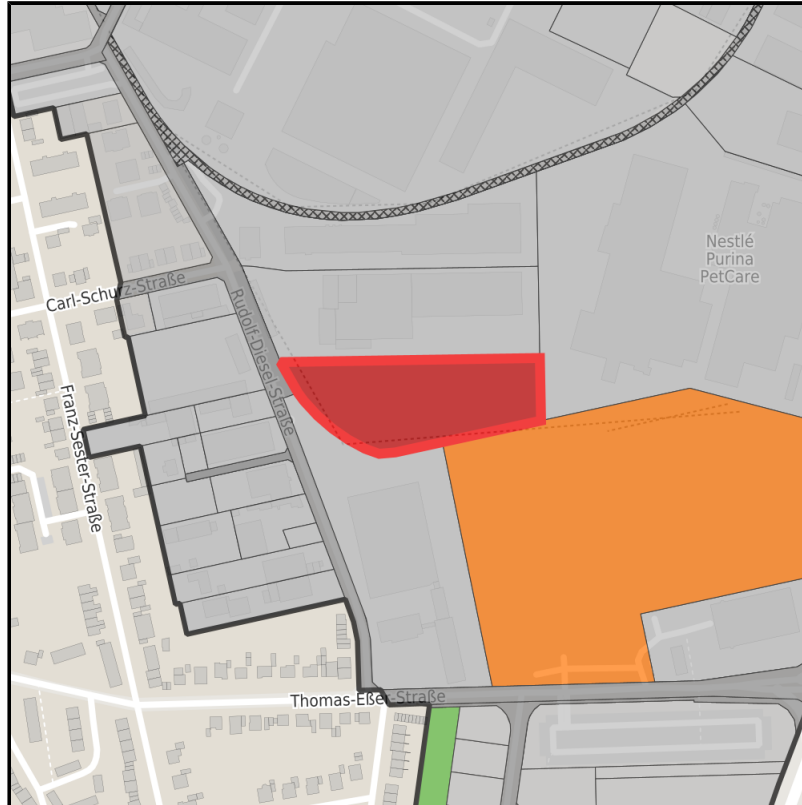 Nestlé
Purina
PetCare
Carl-Schurz-Straße
Rudolf-Diesel-Straße
Franz-Sester-Straße
Thomas-Eßer-Straße